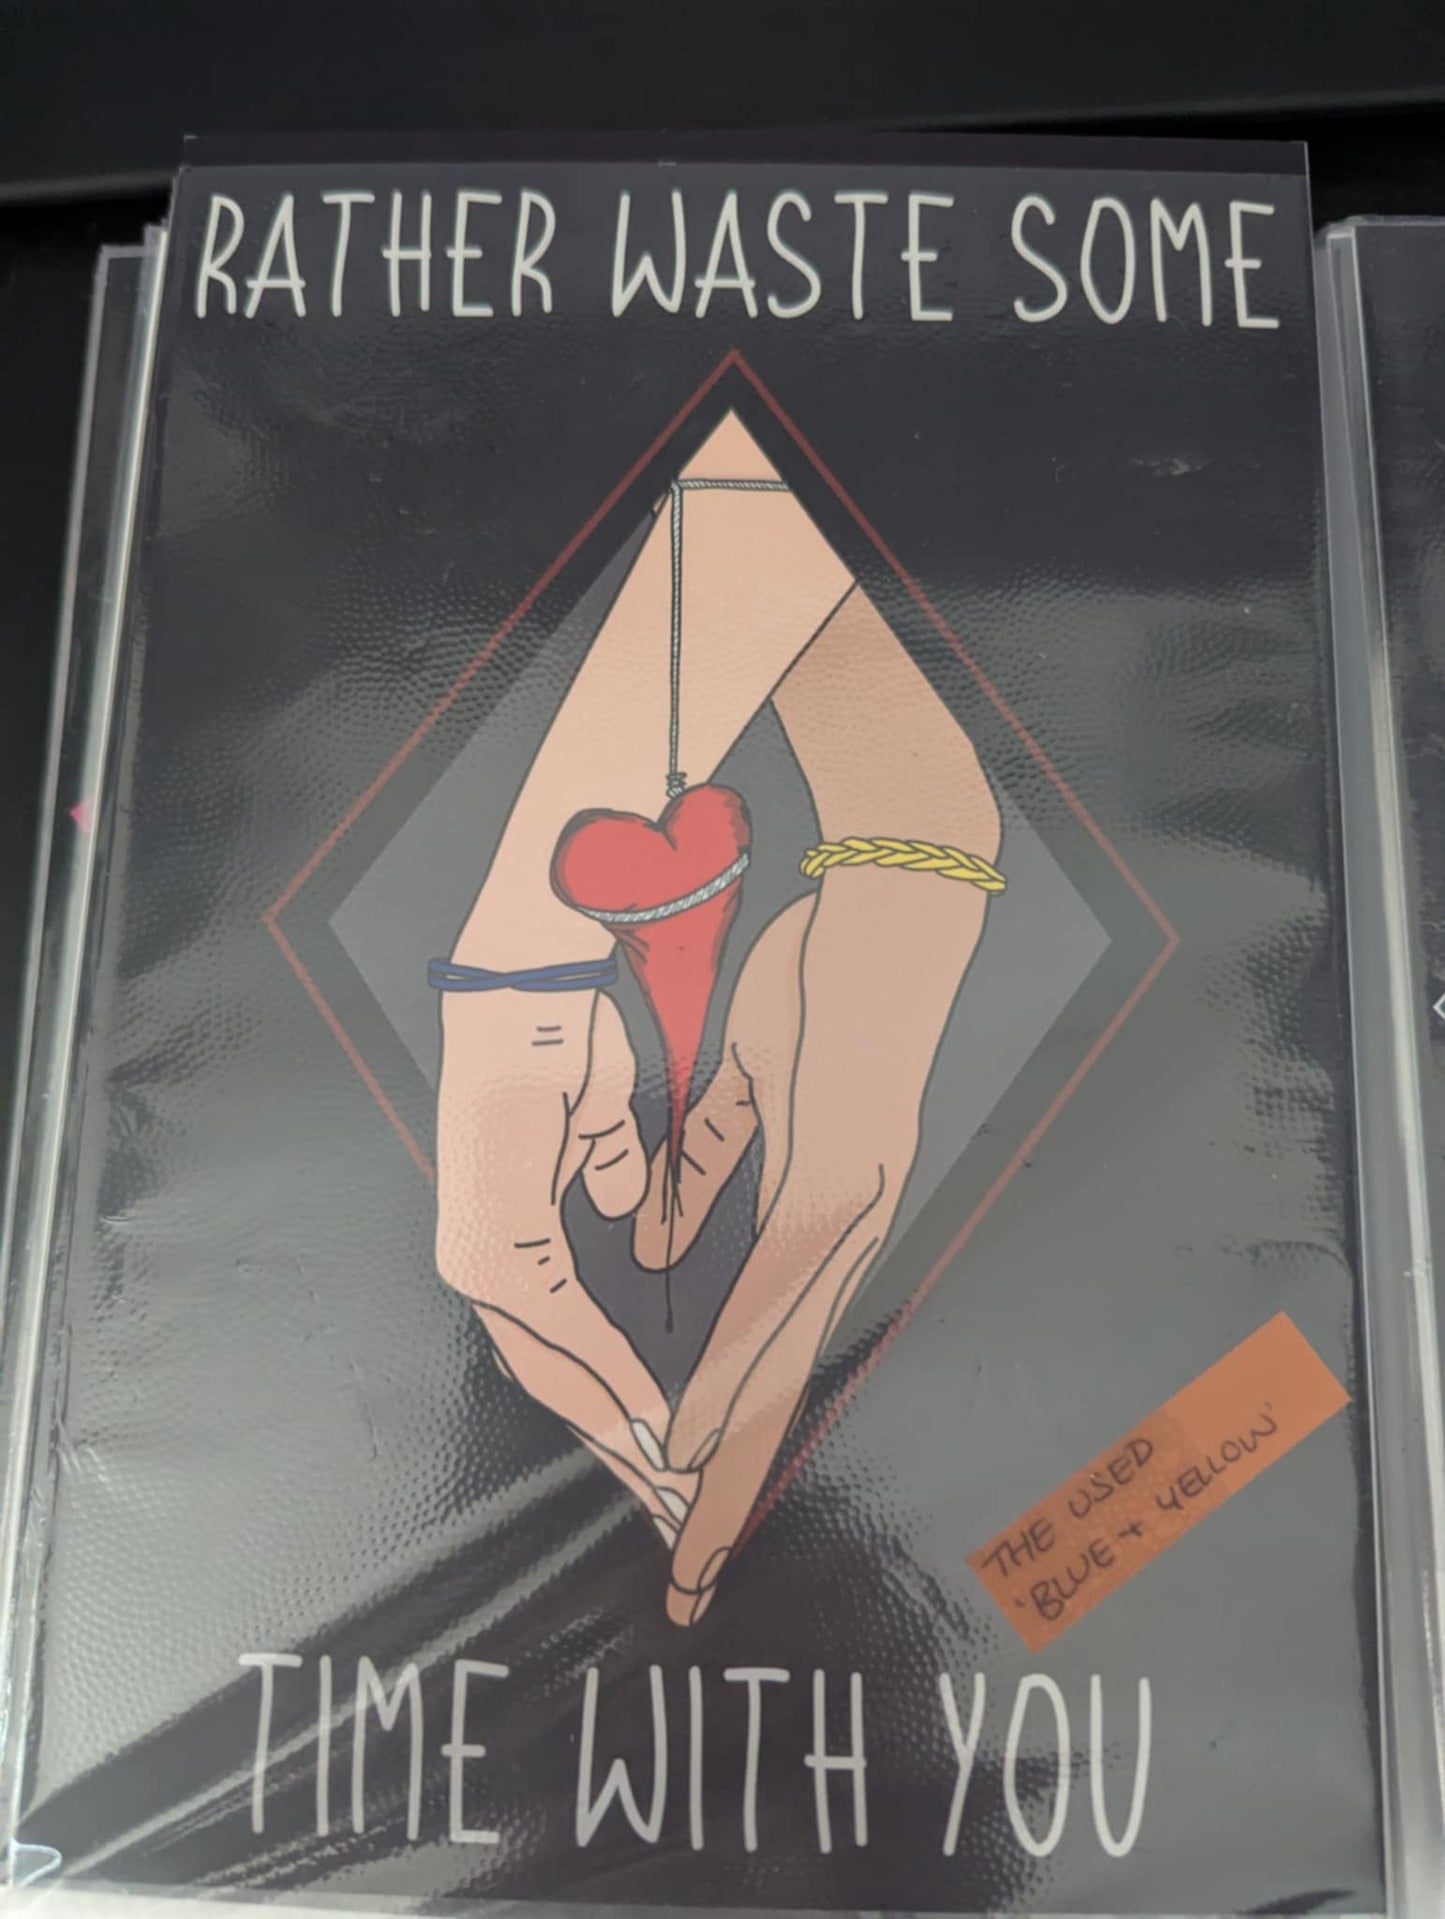 RATHER WASTE SOME
THE USED
'BLUE + YELLOW'
TIME WITH YOU